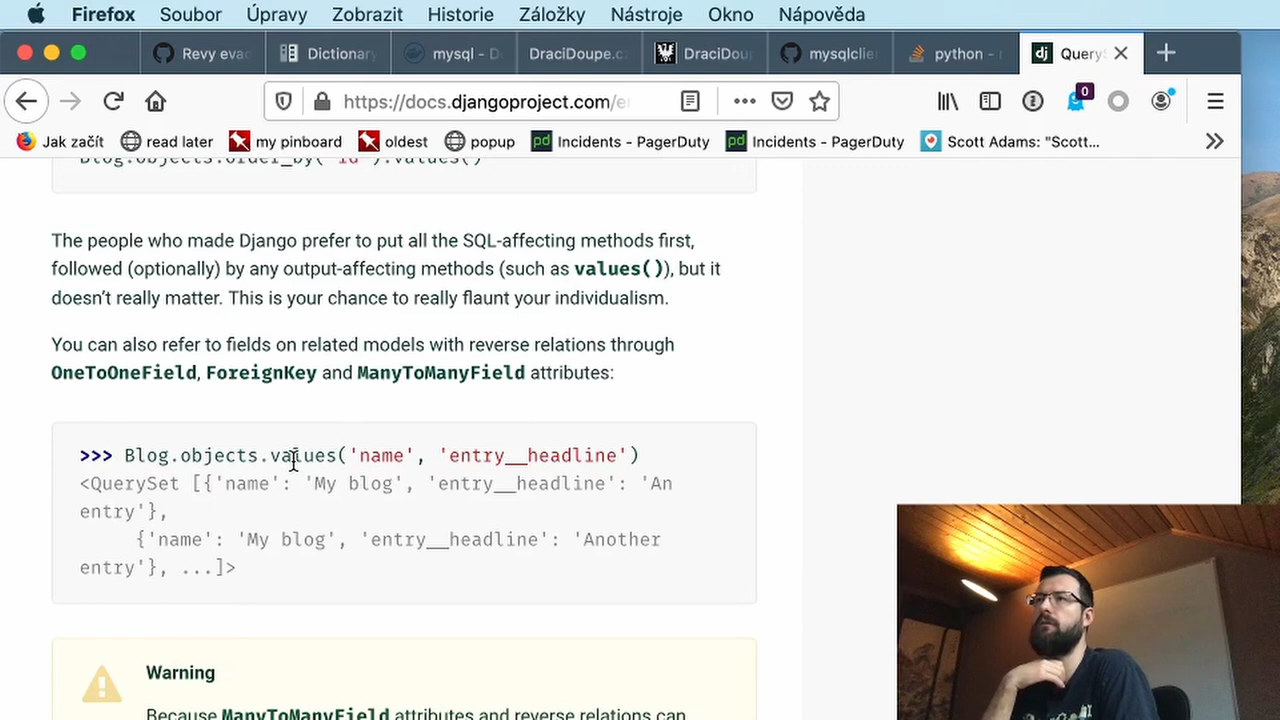 Firefox Soubor Úpravy Zobrazit Historie Záložky Nástroje Okno Nápověda
Revy evac Dictionary mysql - Do DraciDoupe.c DraciDou mysqlclie python - dj Query
https://docs.djangoproject.com/e 0
Jak začít read later my pinboard oldest popup pd Incidents - PagerDuty pd Incidents - PagerDuty Scott Adams: "Scott...
Blog.objects.order_by('id').values()
The people who made Django prefer to put all the SQL-affecting methods first,
followed (optionally) by any output-affecting methods (such as values()), but it
doesn't really matter. This is your chance to really flaunt your individualism.
You can also refer to fields on related models with reverse relations through
OneToOneField, ForeignKey and ManyToManyField attributes:
>>> Blog.objects.values('name', 'entry__headline')
<QuerySet [{'name': 'My blog', 'entry__headline': 'An
entry'},
{'name': 'My blog', 'entry__headline': 'Another
entry'}, ...]>
Warning
Because ManyToManyField attributes and reverse relations can